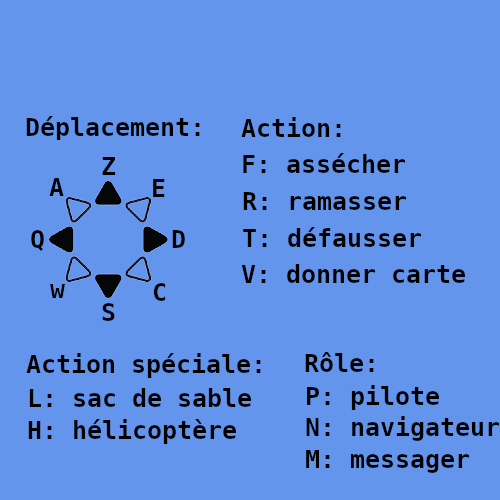 Déplacement:
Z
A
E
Q
D
w
C
S
Action:
F: assécher
R: ramasser
T: défausser
V: donner carte
Action spéciale:
L: sac de sable
H: hélicoptère
Rôle:
P: pilote
N: navigateur
M: messager